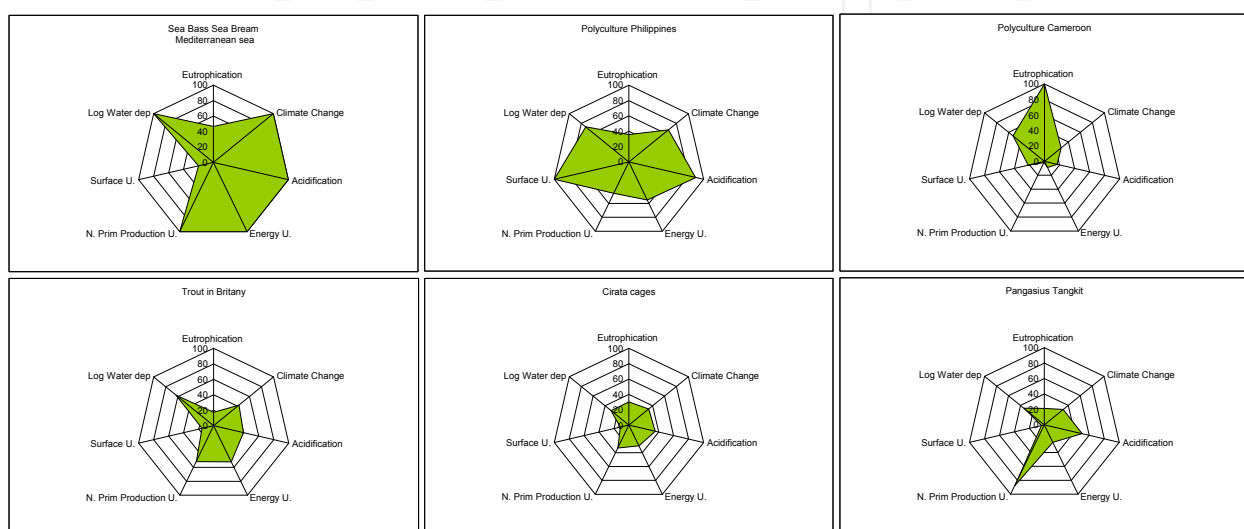 Sea Bass Sea Bream
Mediterranean sea
Eutrophication
100
80
60
40
20
0
Log Water dep
Climate Change
Surface U.
Acidification
N. Prim Production U.
Energy U.
Polyculture Philippines
Eutrophication
100
80
60
40
20
0
Log Water dep
Climate Change
Surface U.
Acidification
N. Prim Production U.
Energy U.
Polyculture Cameroon
Eutrophication
100
80
60
40
20
0
Log Water dep
Climate Change
Surface U.
Acidification
N. Prim Production U.
Energy U.
Trout in Britany
Eutrophication
100
80
60
40
20
0
Log Water dep
Climate Change
Surface U.
Acidification
N. Prim Production U.
Energy U.
Cirata cages
Eutrophication
100
80
60
40
20
0
Log Water dep
Climate Change
Surface U.
Acidification
N. Prim Production U.
Energy U.
Pangasius Tangkit
Eutrophication
100
80
60
40
20
0
Log Water dep
Climate Change
Surface U.
Acidification
N. Prim Production U.
Energy U.